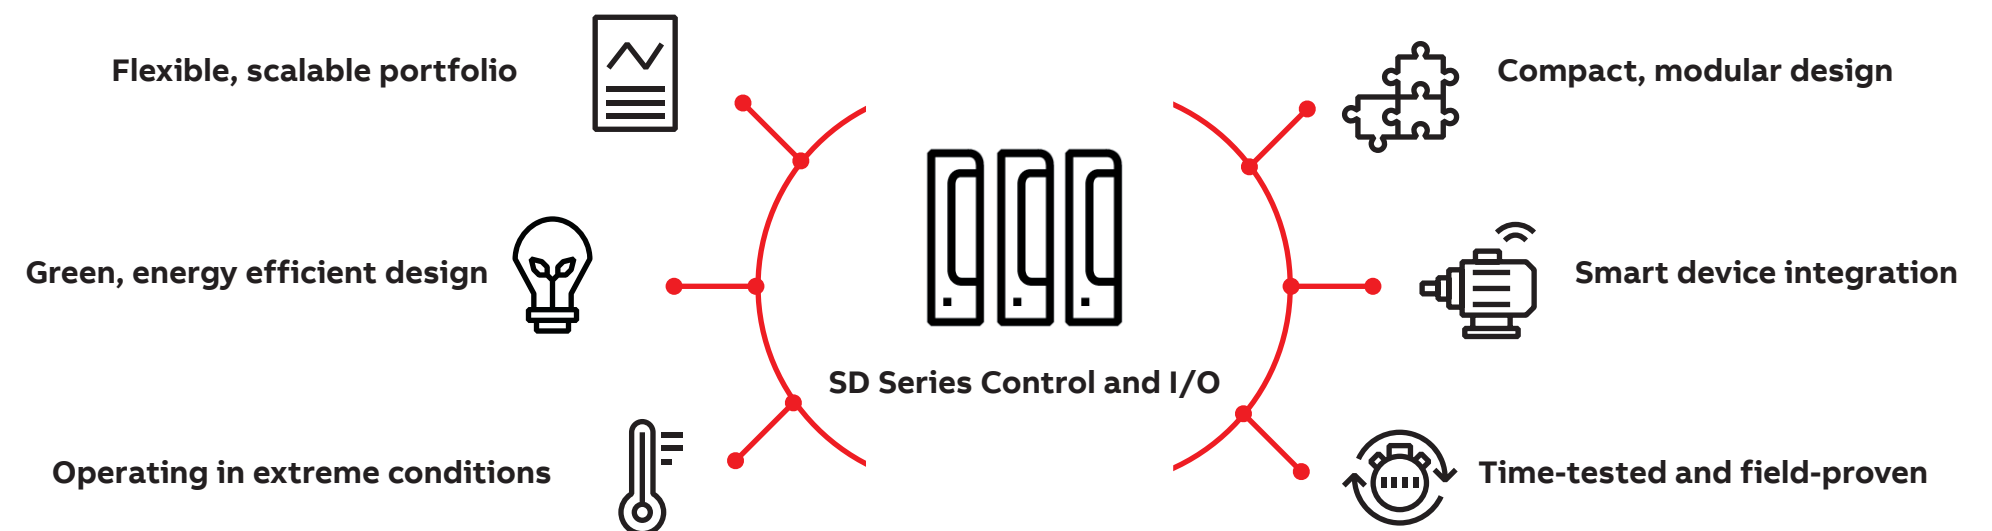 Flexible, scalable portfolio
Compact, modular design
Green, energy efficient design
Smart device integration
SD Series Control and I/O
Operating in extreme conditions
Time-tested and field-proven